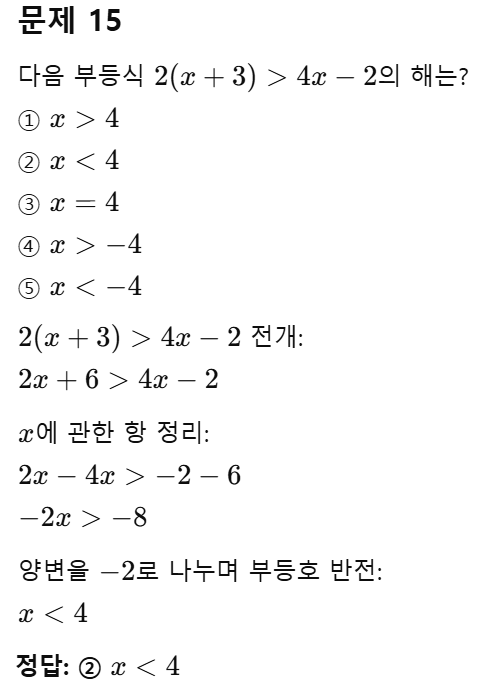 문제 15
다음 부등식 2(x + 3) > 4x − 2의 해는?
① x > 4
② x < 4
③ x = 4
④ x > −4
⑤ x < −4
2(x + 3) > 4x − 2 전개:
2x + 6 > 4x − 2
x에 관한 항 정리:
2x − 4x > −2 − 6
−2x > −8
양변을 −2로 나누며 부등호 반전:
x < 4
정답: ② x < 4